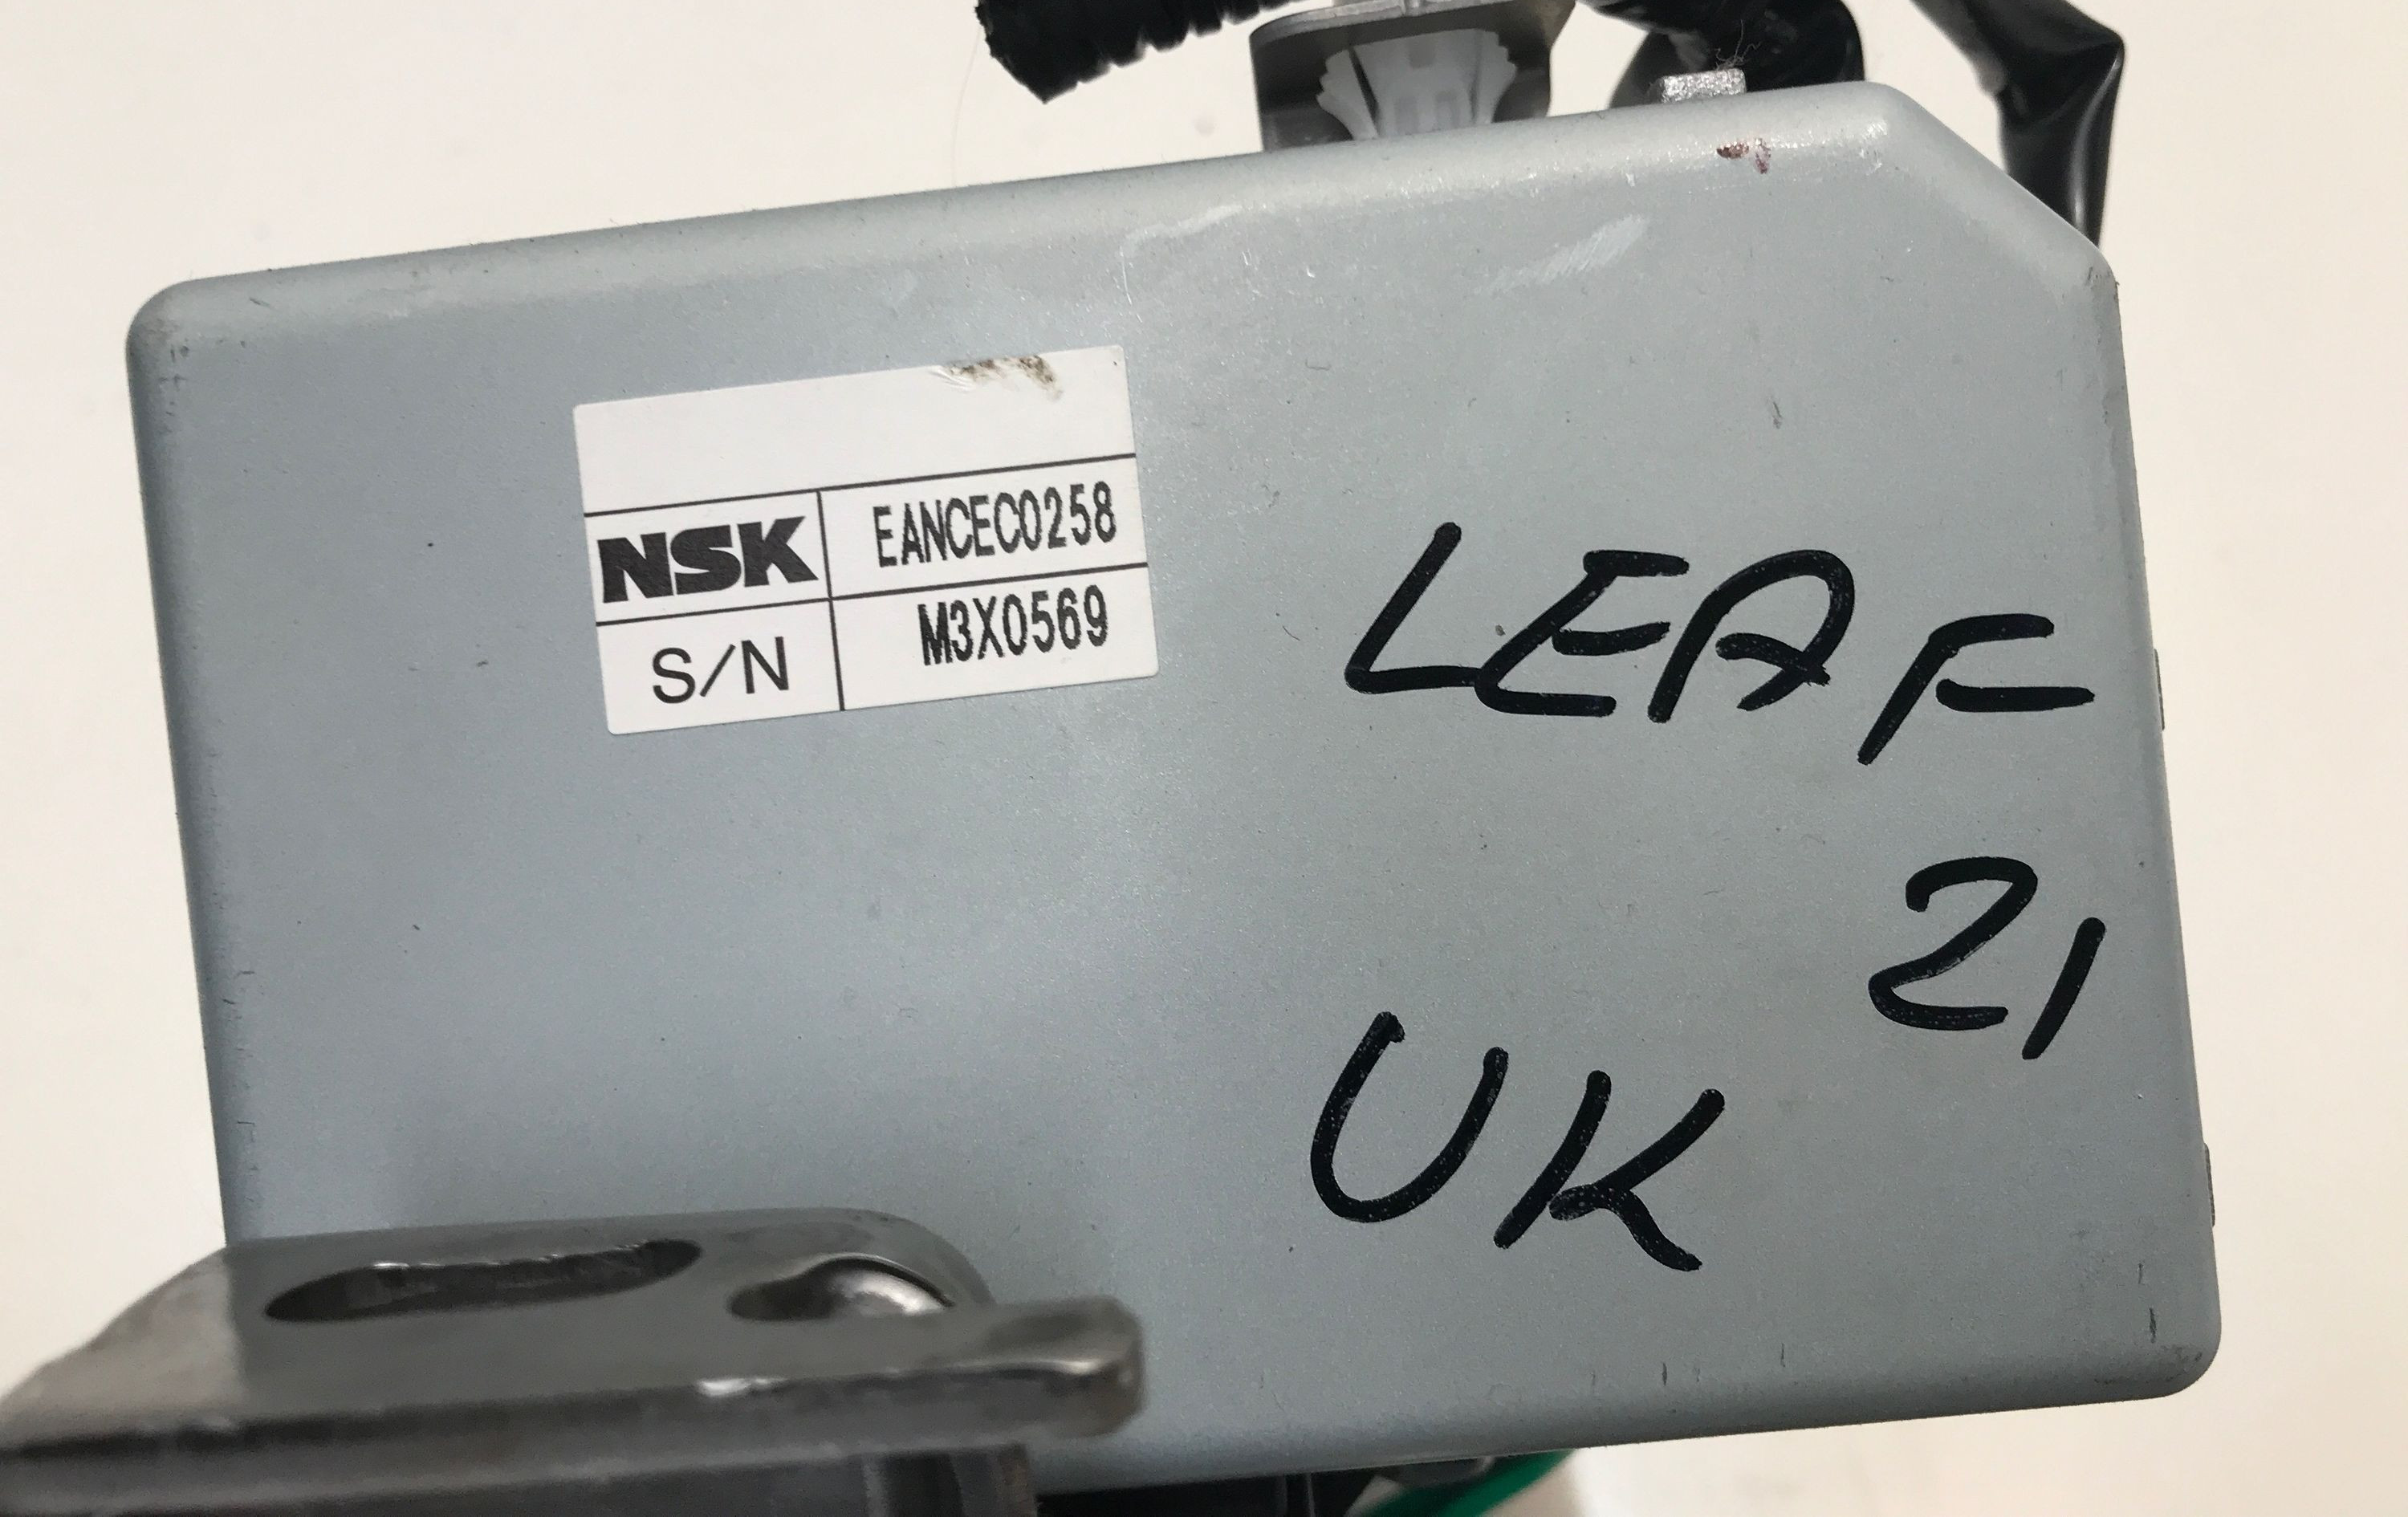 NSK EANCEC0258
S/N M3X0569
LEAF
21
UK